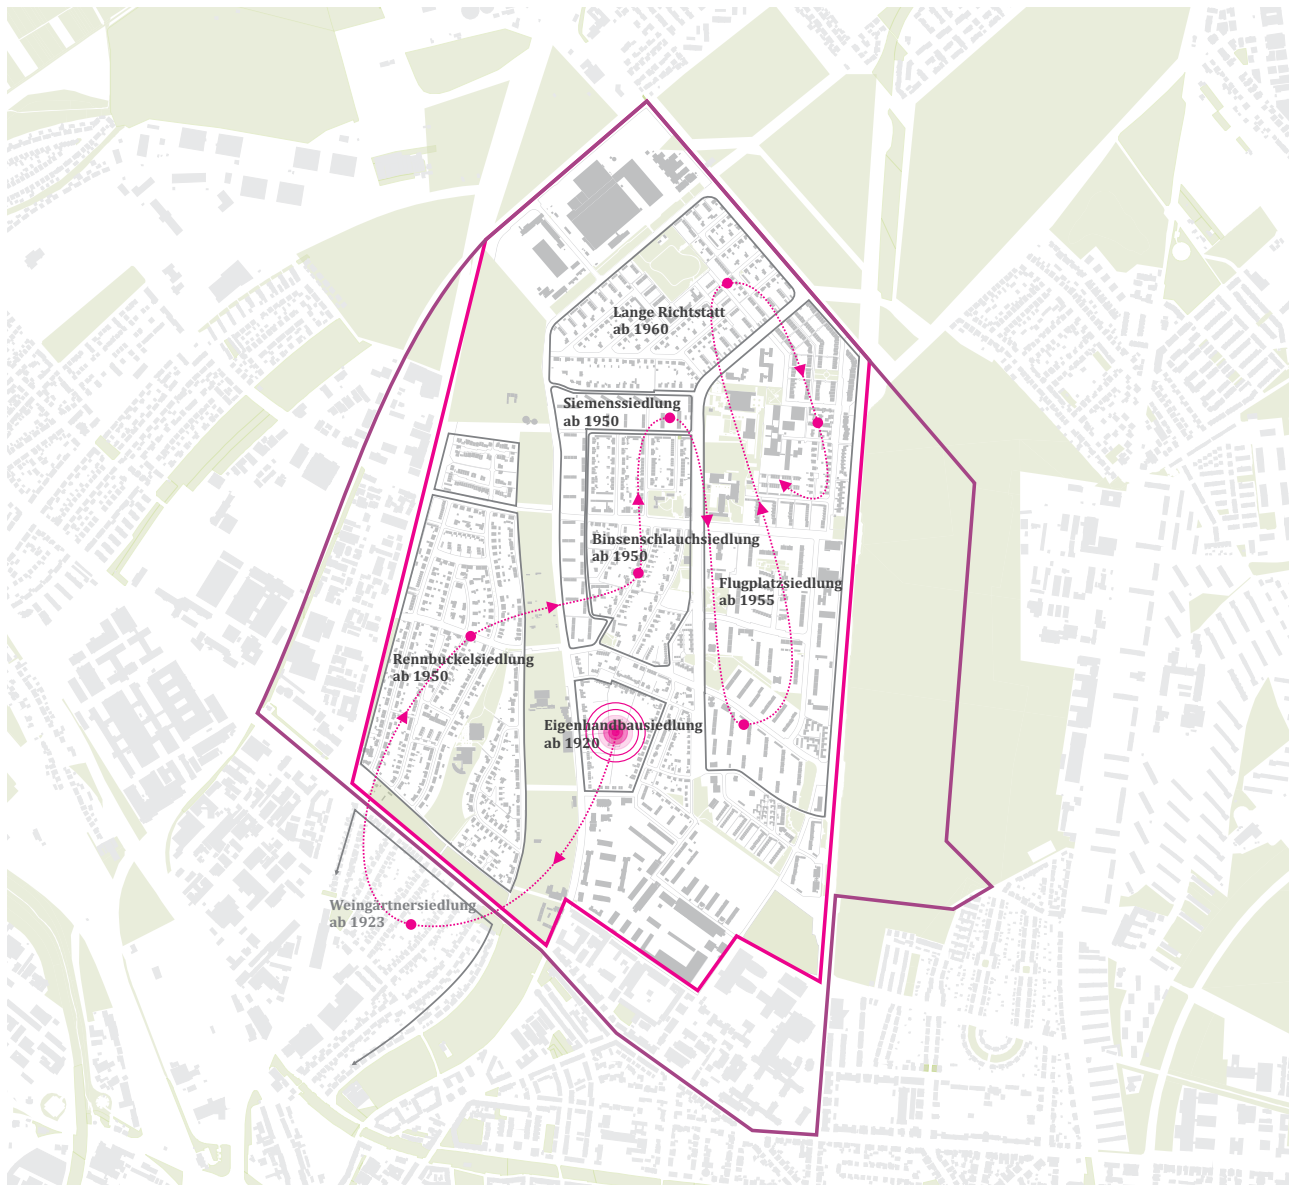 Lange Richtstatt
ab 1960
Siemenssiedlung
ab 1950
Binsenschlauchsiedlung
ab 1950
Flugplatzsiedlung
ab 1955
Rennbuckelsiedlung
ab 1950
Eigenhandbausiedlung
ab 1920
Weingärtnersiedlung
ab 1923